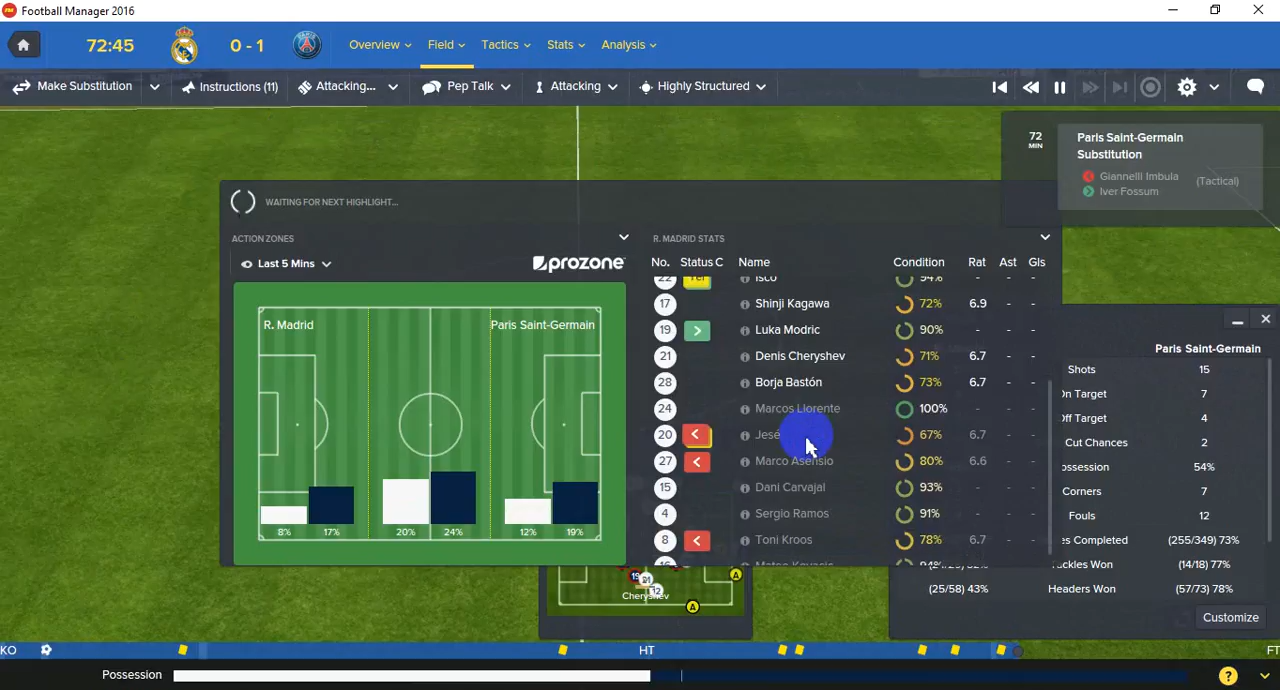 Football Manager 2016
72:45
0 - 1
Overview
Field
Tactics
Stats
Analysis
Make Substitution
Instructions (11)
Attacking...
Pep Talk
Attacking
Highly Structured
72
MIN
Paris Saint-Germain
Substitution
Giannelli Imbula
Iver Fossum
(Tactical)
WAITING FOR NEXT HIGHLIGHT...
ACTION ZONES
Last 5 Mins
prozone
R. Madrid
Paris Saint-Germain
8%
17%
20%
24%
12%
19%
R. MADRID STATS
No. Status C Name Condition Rat Ast Gls
22 Isco 94%
17 Shinji Kagawa 72% 6.9 - -
19 Luka Modric 90% - - -
21 Denis Cheryshev 71% 6.7 - -
28 Borja Bastón 73% 6.7 - -
24 Marcos Llorente 100% - - -
20 Jesé 67% 6.7 - -
27 Marco Asensio 80% 6.6 - -
15 Dani Carvajal 93% - - -
4 Sergio Ramos 91% - - -
8 Toni Kroos 78% 6.7 - -
Paris Saint-Germain
Shots 15
7
4
Cut Chances 2
54%
Corners 7
Fouls 12
Completed (255/349) 73%
Won (14/18) 77%
(25/58) 43% Headers Won (57/73) 78%
Customize
Cheryshev
12
A
A
KO
HT
FT
Possession
?